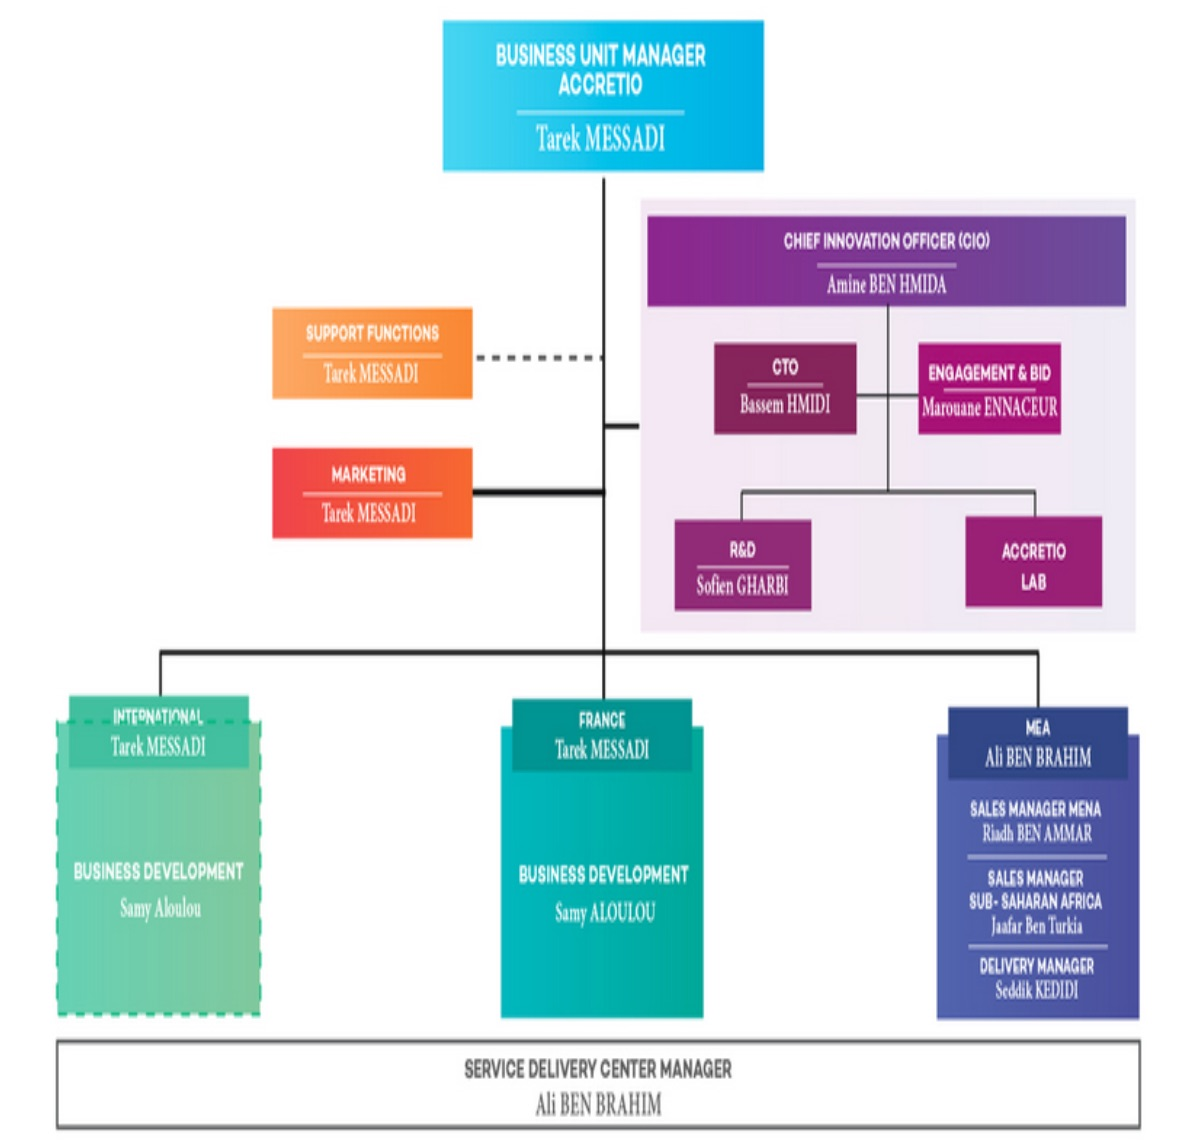 BUSINESS UNIT MANAGER
ACCRETIO
Tarek MESSADI
CHIEF INNOVATION OFFICER (CIO)
Amine BEN HMIDA
SUPPORT FUNCTIONS
Tarek MESSADI
CTO
Bassem HMIDI
ENGAGEMENT & BID
Marouane ENNACEUR
MARKETING
Tarek MESSADI
R&D
Sofien GHARBI
ACCRETIO
LAB
INTERNATIONAL
Tarek MESSADI
BUSINESS DEVELOPMENT
Samy Aloulou
FRANCE
Tarek MESSADI
BUSINESS DEVELOPMENT
Samy ALOULOU
MEA
Ali BEN BRAHIM
SALES MANAGER MENA
Riadh BEN AMMAR
SALES MANAGER
SUB- SAHARAN AFRICA
Jaafar Ben Turkia
DELIVERY MANAGER
Seddik KEDIDI
SERVICE DELIVERY CENTER MANAGER
Ali BEN BRAHIM